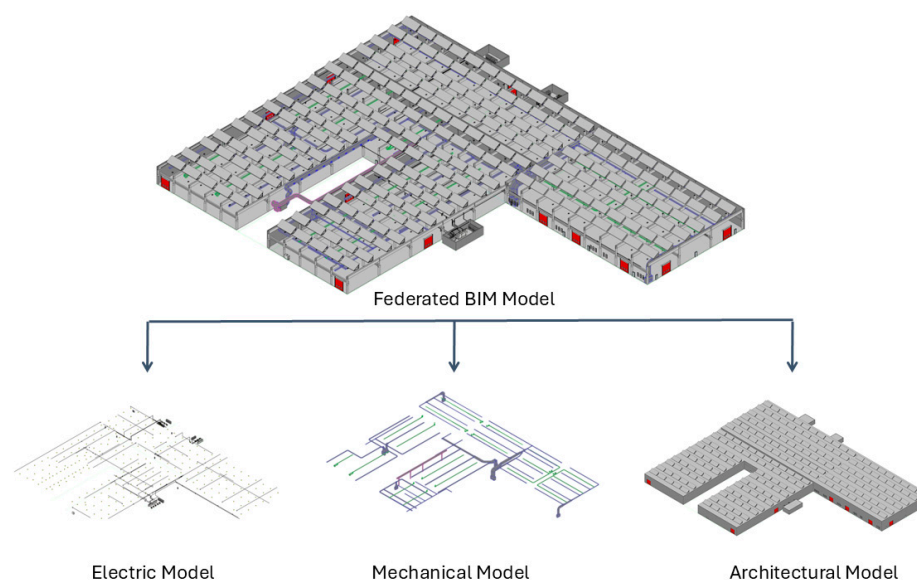 Federated BIM Model
Electric Model
Mechanical Model
Architectural Model